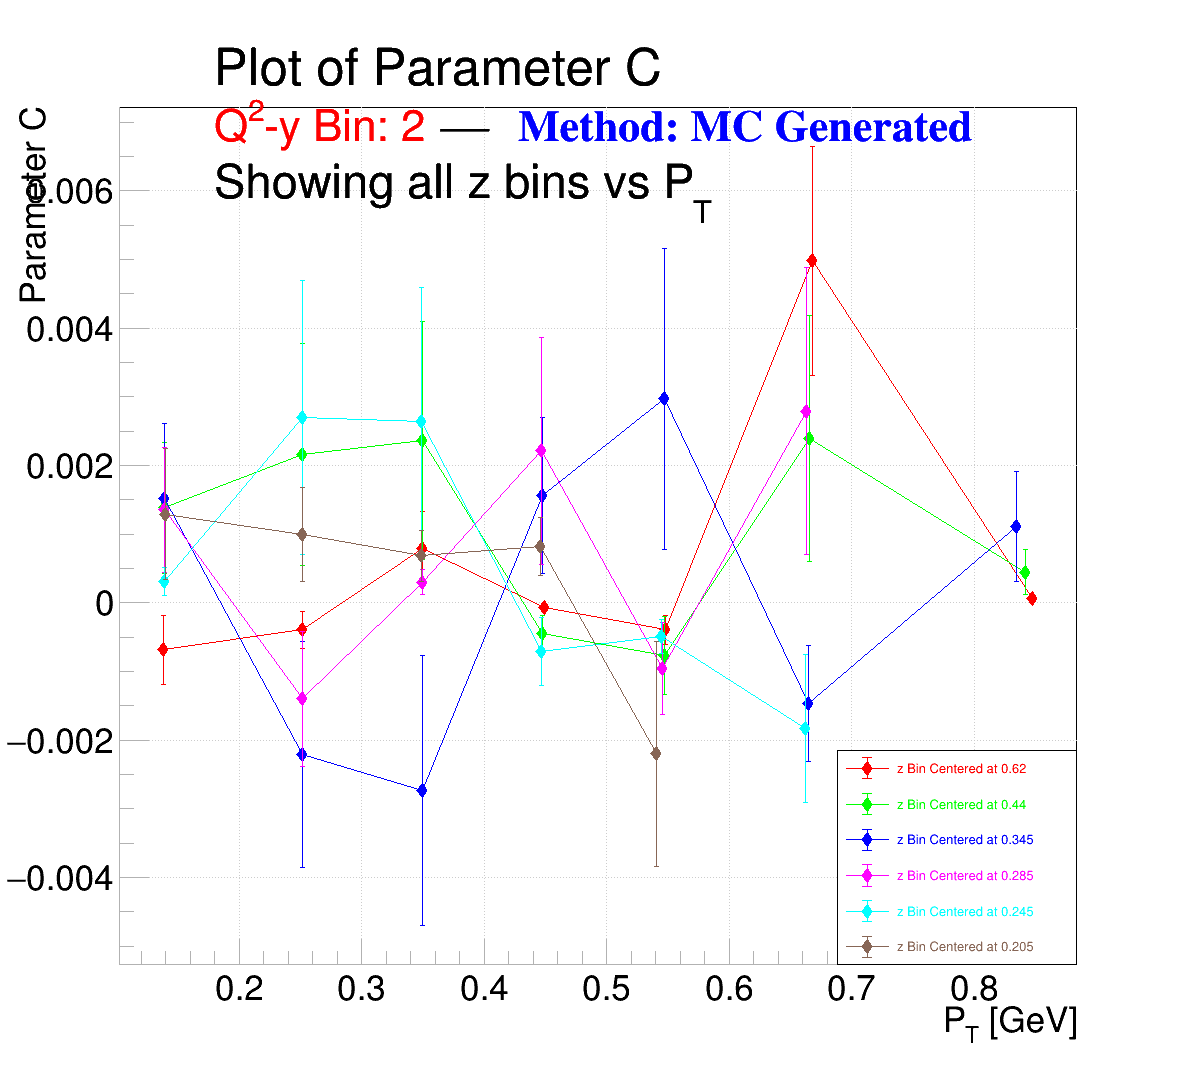 Plot of Parameter C
Q²-y Bin: 2 — Method: MC Generated
Showing all z bins vs P_T
Parameter C
0.006
0.004
0.002
0
−0.002
−0.004
z Bin Centered at 0.62
z Bin Centered at 0.44
z Bin Centered at 0.345
z Bin Centered at 0.285
z Bin Centered at 0.245
z Bin Centered at 0.205
0.2 0.3 0.4 0.5 0.6 0.7 0.8
P_T [GeV]